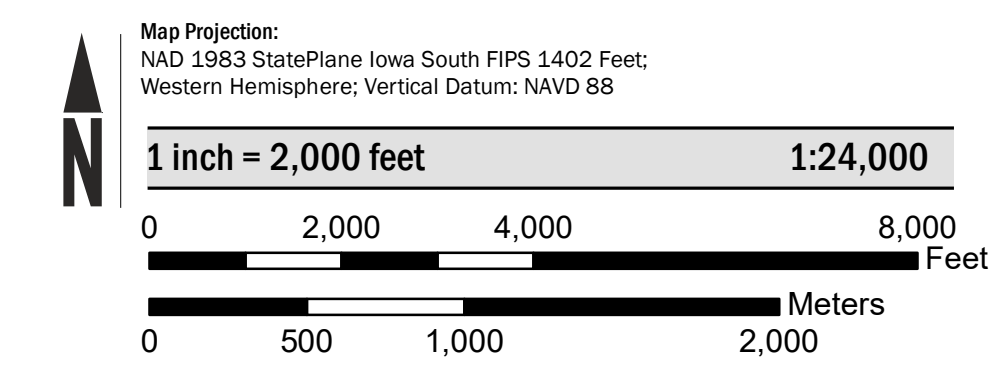 Map Projection:
NAD 1983 StatePlane Iowa South FIPS 1402 Feet;
Western Hemisphere; Vertical Datum: NAVD 88
N
1 inch = 2,000 feet 1:24,000
0 2,000 4,000 8,000
Feet
Meters
0 500 1,000 2,000